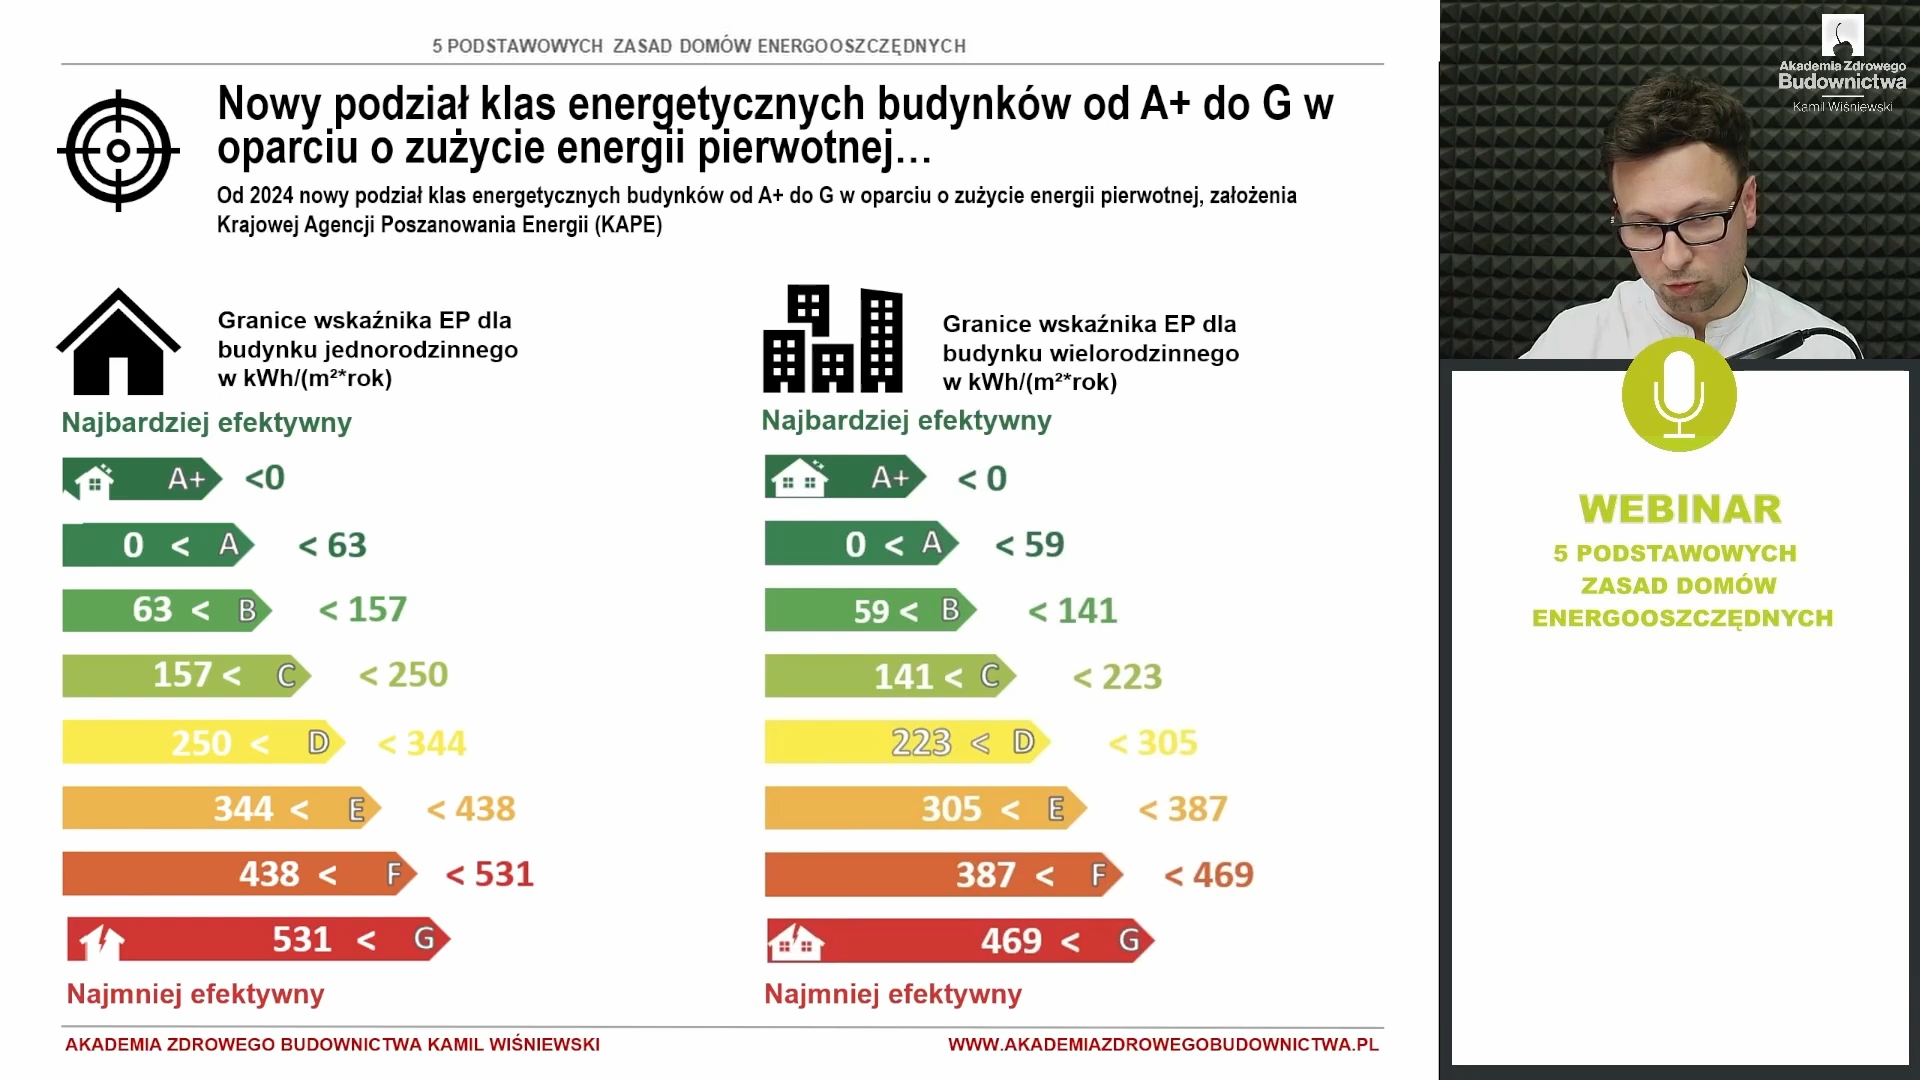 5 PODSTAWOWYCH ZASAD DOMÓW ENERGOOSZCZĘDNYCH
Nowy podział klas energetycznych budynków od A+ do G w
oparciu o zużycie energii pierwotnej…
Od 2024 nowy podział klas energetycznych budynków od A+ do G w oparciu o zużycie energii pierwotnej, założenia
Krajowej Agencji Poszanowania Energii (KAPE)
Granice wskaźnika EP dla
budynku jednorodzinnego
w kWh/(m²*rok)
Najbardziej efektywny
A+ <0
0 < A < 63
63 < B < 157
157 < C < 250
250 < D < 344
344 < E < 438
438 < F < 531
531 < G
Najmniej efektywny
Granice wskaźnika EP dla
budynku wielorodzinnego
w kWh/(m²*rok)
Najbardziej efektywny
A+ < 0
0 < A < 59
59 < B < 141
141 < C < 223
223 < D < 305
305 < E < 387
387 < F < 469
469 < G
Najmniej efektywny
AKADEMIA ZDROWEGO BUDOWNICTWA KAMIL WIŚNIEWSKI
WWW.AKADEMIAZDROWEGOBUDOWNICTWA.PL
Akademia Zdrowego
Budownictwa
Kamil Wiśniewski
WEBINAR
5 PODSTAWOWYCH
ZASAD DOMÓW
ENERGOOSZCZĘDNYCH